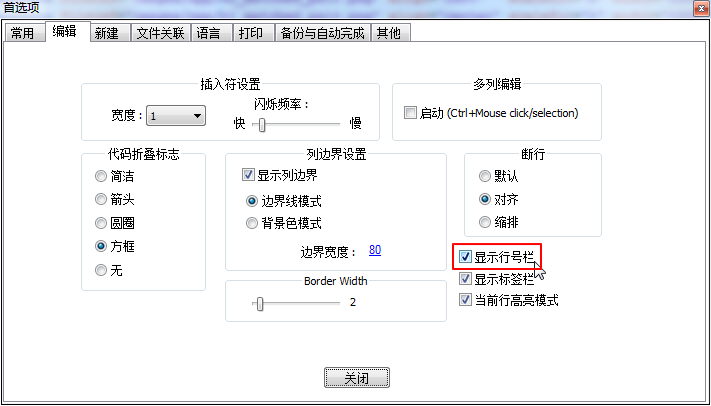 首选项
常用 编辑 新建 文件关联 语言 打印 备份与自动完成 其他
插入符设置
宽度： 1
闪烁频率：
快 慢
多列编辑
启动 (Ctrl+Mouse click/selection)
代码折叠标志
简洁
箭头
圆圈
方框
无
列边界设置
显示列边界
边界线模式
背景色模式
边界宽度： 80
断行
默认
对齐
缩排
Border Width
2
显示行号栏
显示标签栏
当前行高亮模式
关闭